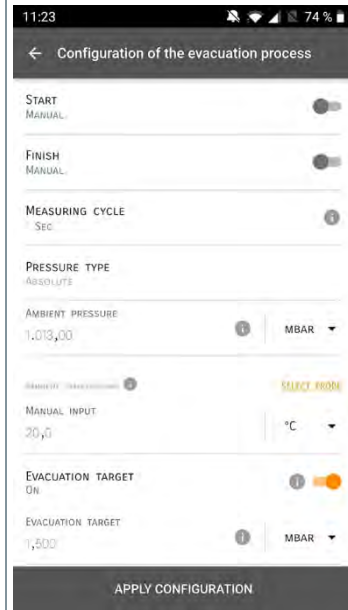 11:23 74 %
← Configuration of the evacuation process
START
MANUAL
FINISH
MANUAL
MEASURING CYCLE
SEC
PRESSURE TYPE
ABSOLUTE
AMBIENT PRESSURE
1.013,00 MBAR
AMBIENT TEMPERATURE SELECT PROBE
MANUAL INPUT
20,0 °C
EVACUATION TARGET
ON
EVACUATION TARGET
1,500 MBAR
APPLY CONFIGURATION